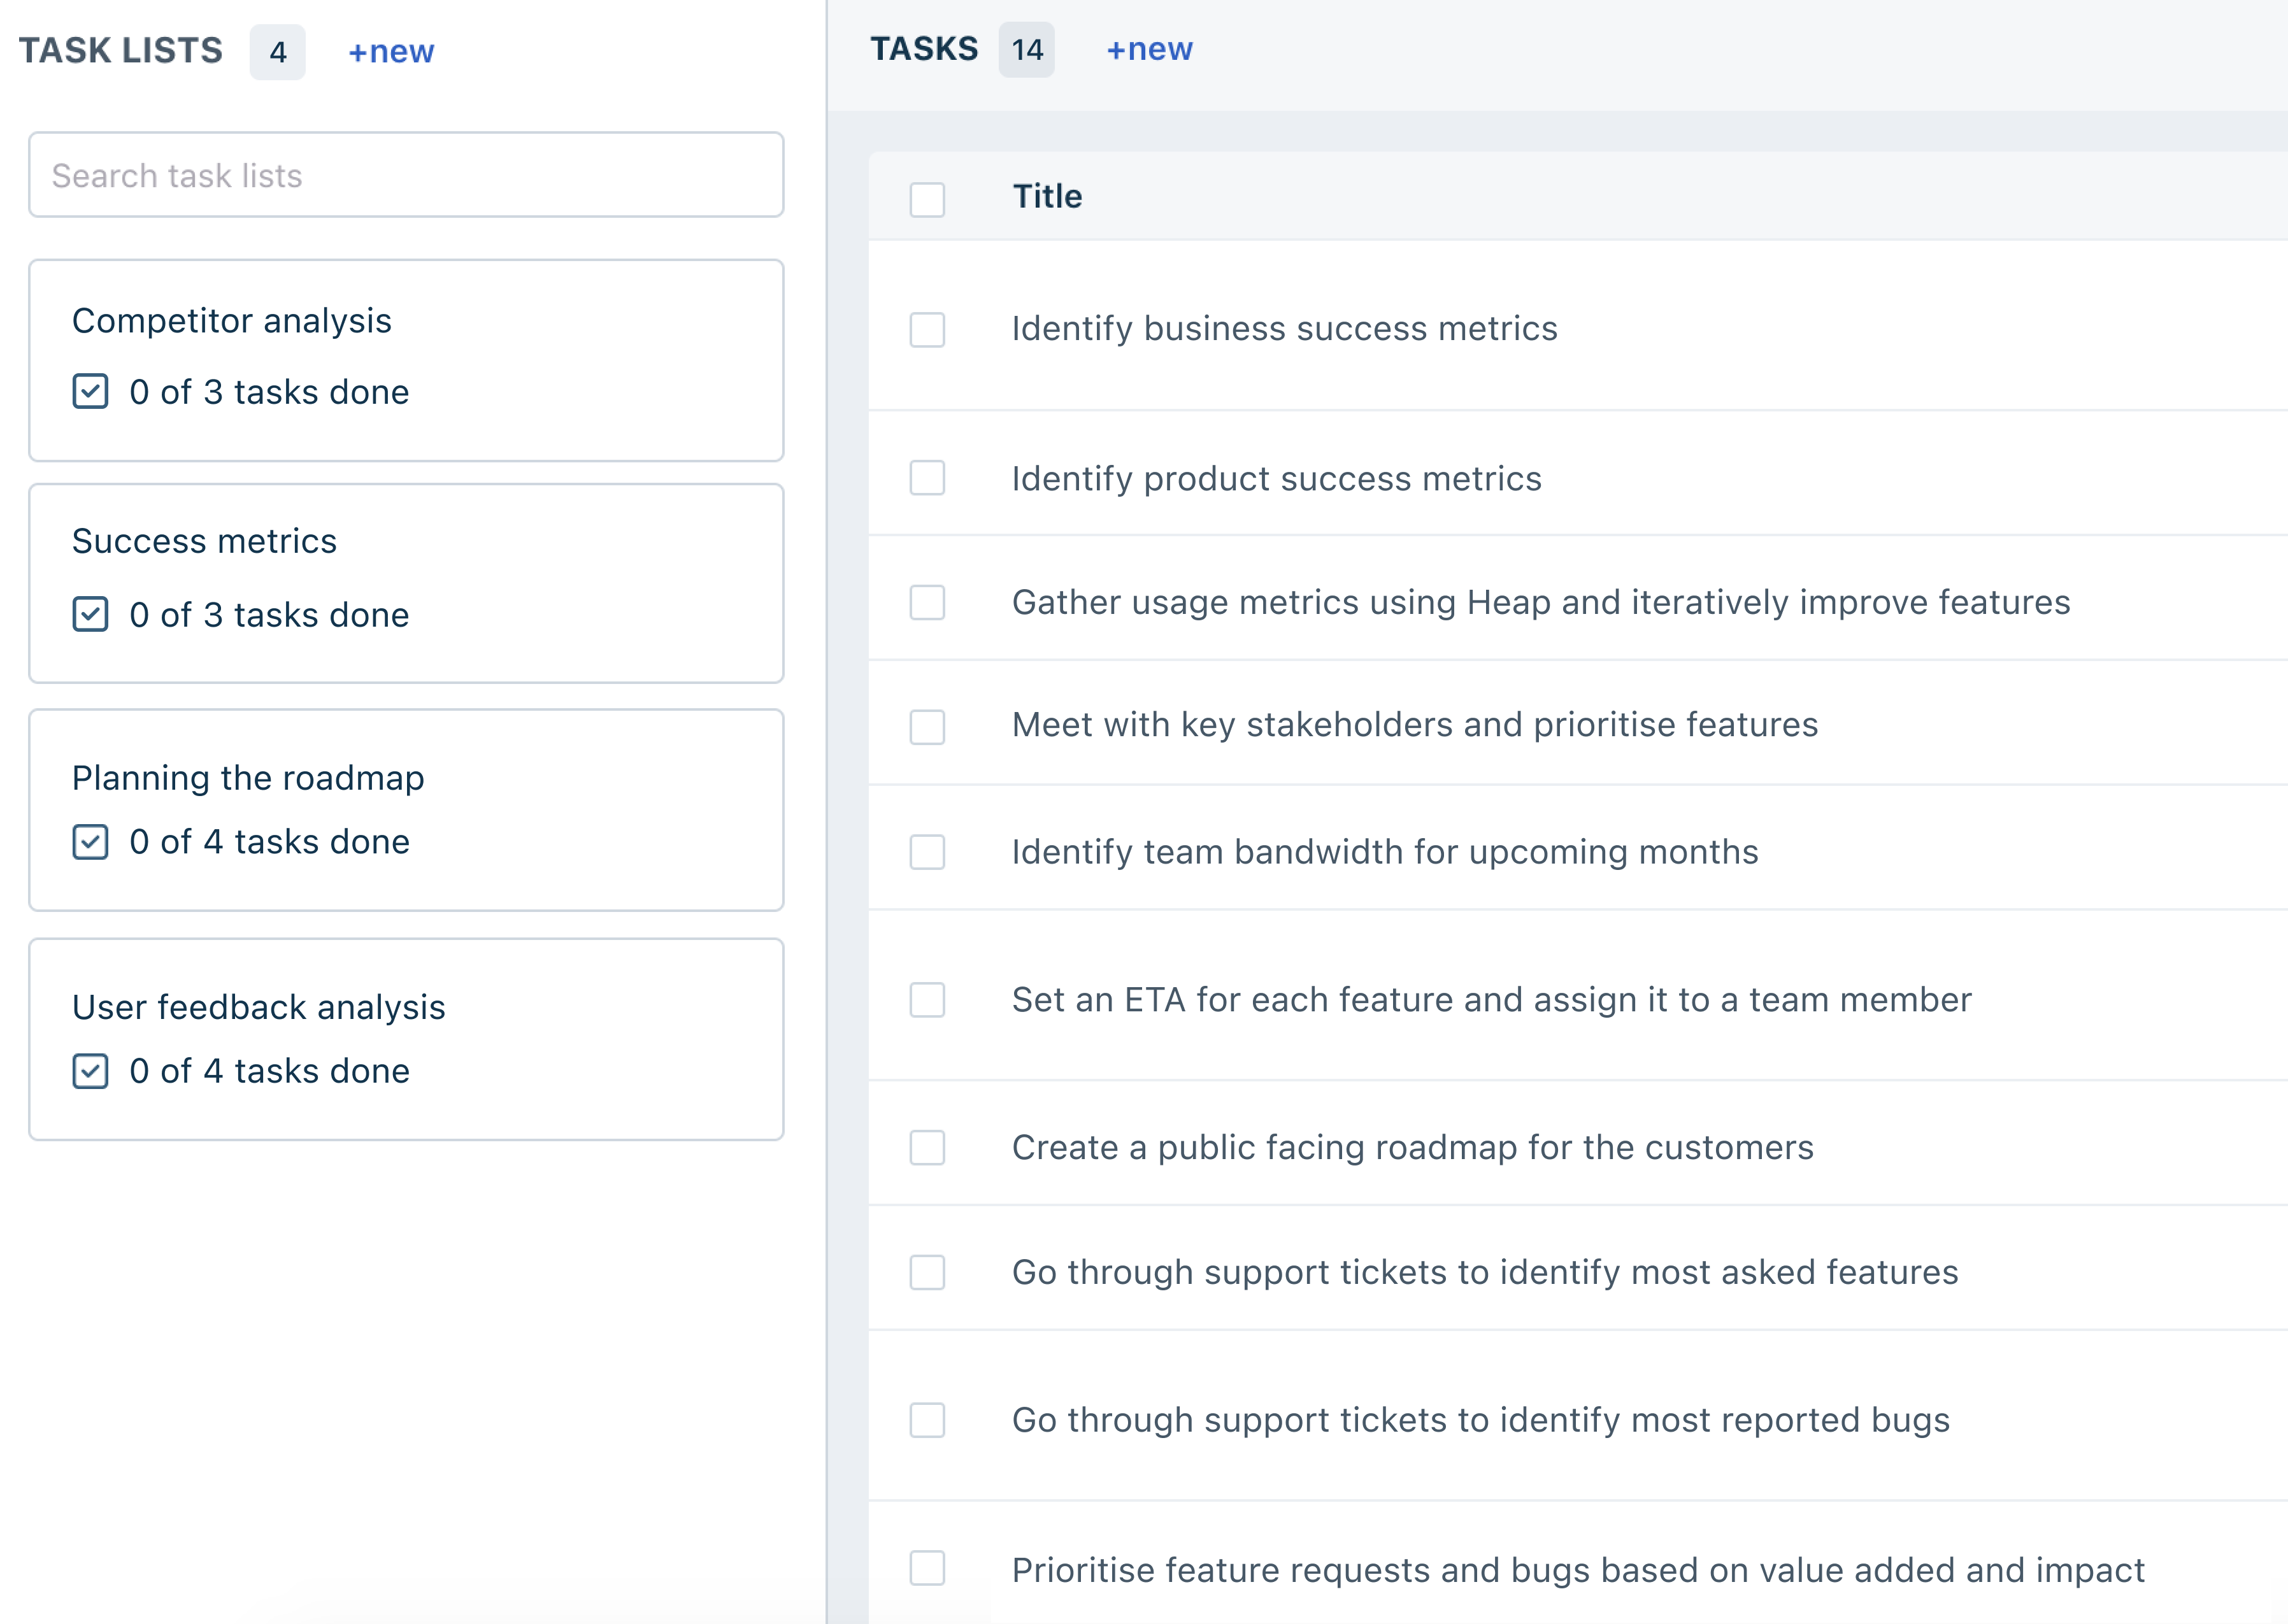 TASK LISTS 4 +new
Search task lists
Competitor analysis
0 of 3 tasks done
Success metrics
0 of 3 tasks done
Planning the roadmap
0 of 4 tasks done
User feedback analysis
0 of 4 tasks done
TASKS 14 +new
Title
Identify business success metrics
Identify product success metrics
Gather usage metrics using Heap and iteratively improve features
Meet with key stakeholders and prioritise features
Identify team bandwidth for upcoming months
Set an ETA for each feature and assign it to a team member
Create a public facing roadmap for the customers
Go through support tickets to identify most asked features
Go through support tickets to identify most reported bugs
Prioritise feature requests and bugs based on value added and impact